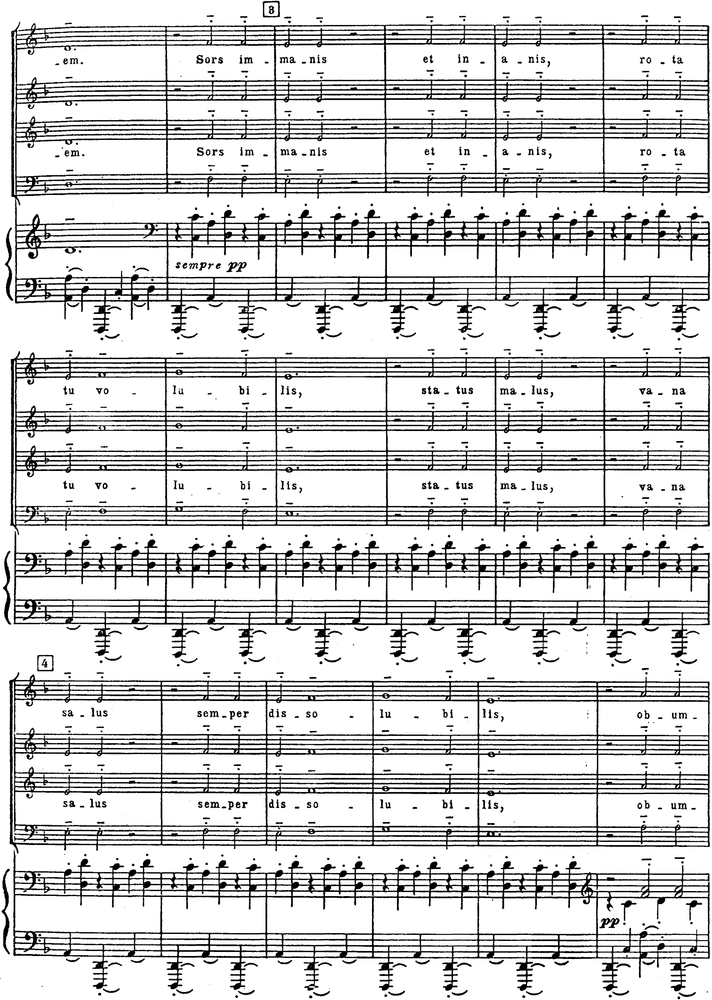 3
- em. Sors im - ma - nis et in - a - nis, ro - ta
- em. Sors im - ma - nis et in - a - nis, ro - ta
sempre pp
tu vo - lu - bi - lis, sta - tus ma - lus, va - na
tu vo - lu - bi - lis, sta - tus ma - lus, va - na
4
sa - lus sem - per dis - so - lu - bi - lis, ob - um -
sa - lus sem - per dis - so - lu - bi - lis, ob - um -
pp